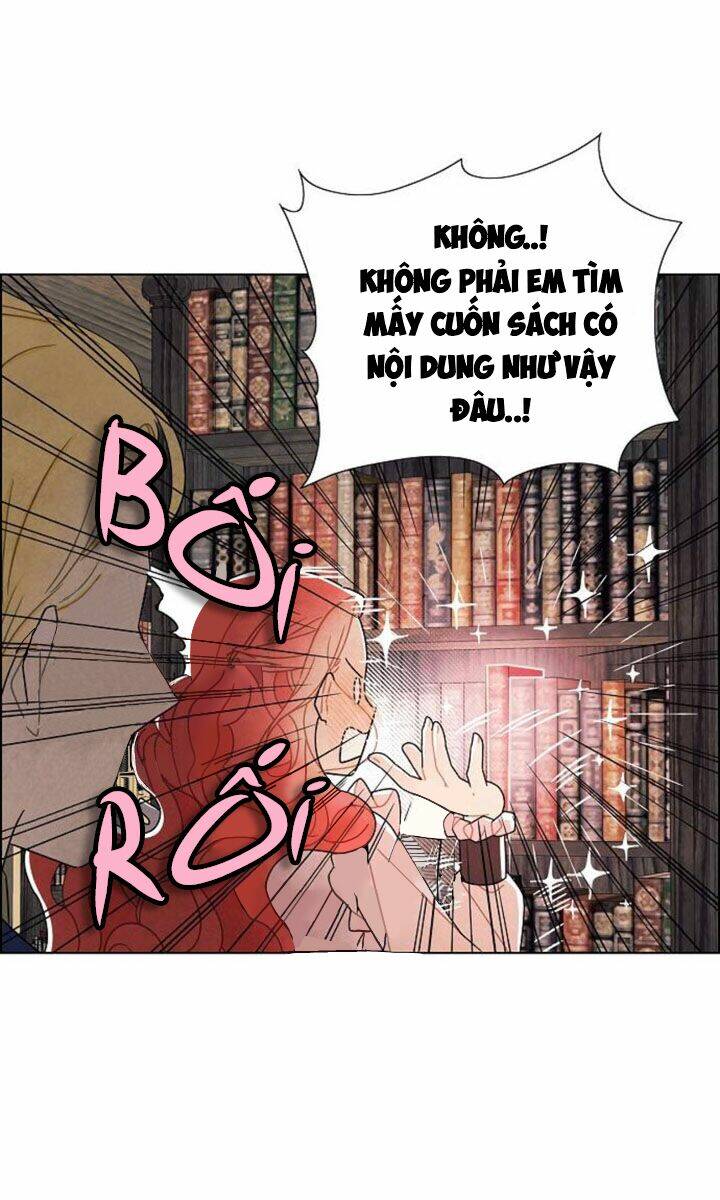 KHÔNG..!
KHÔNG PHẢI EM TÌM
MẤY CUỐN SÁCH CÓ
NỘI DUNG NHƯ VẬY
ĐÂU..!
BỐI
RỐI